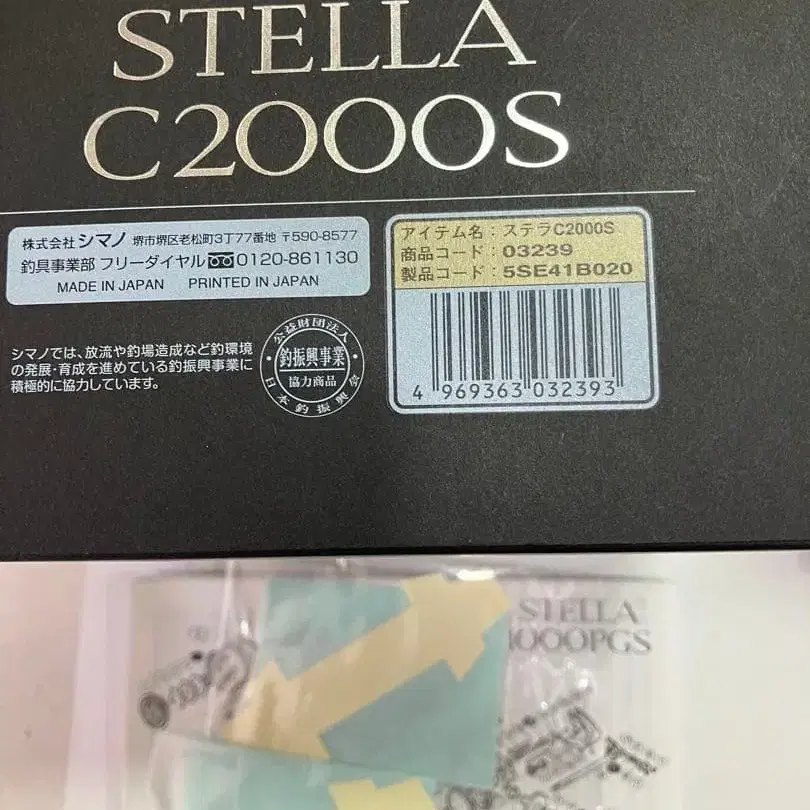 STELLA
C2000S
株式会社 シマノ 堺市堺区老松町3丁77番地 〒590-8577
釣具事業部 フリーダイヤル 0120-861130
MADE IN JAPAN PRINTED IN JAPAN
アイテム名：ステラC2000S
商品コード：03239
製品コード：5SE41B020
4 969363 032393
シマノでは、放流や釣場造成など釣環境
の発展・育成を進めている釣振興事業に
積極的に協力しています。
公益財団法人
釣振興事業
協力商品
日本釣振興会
STELLA
1000PGS